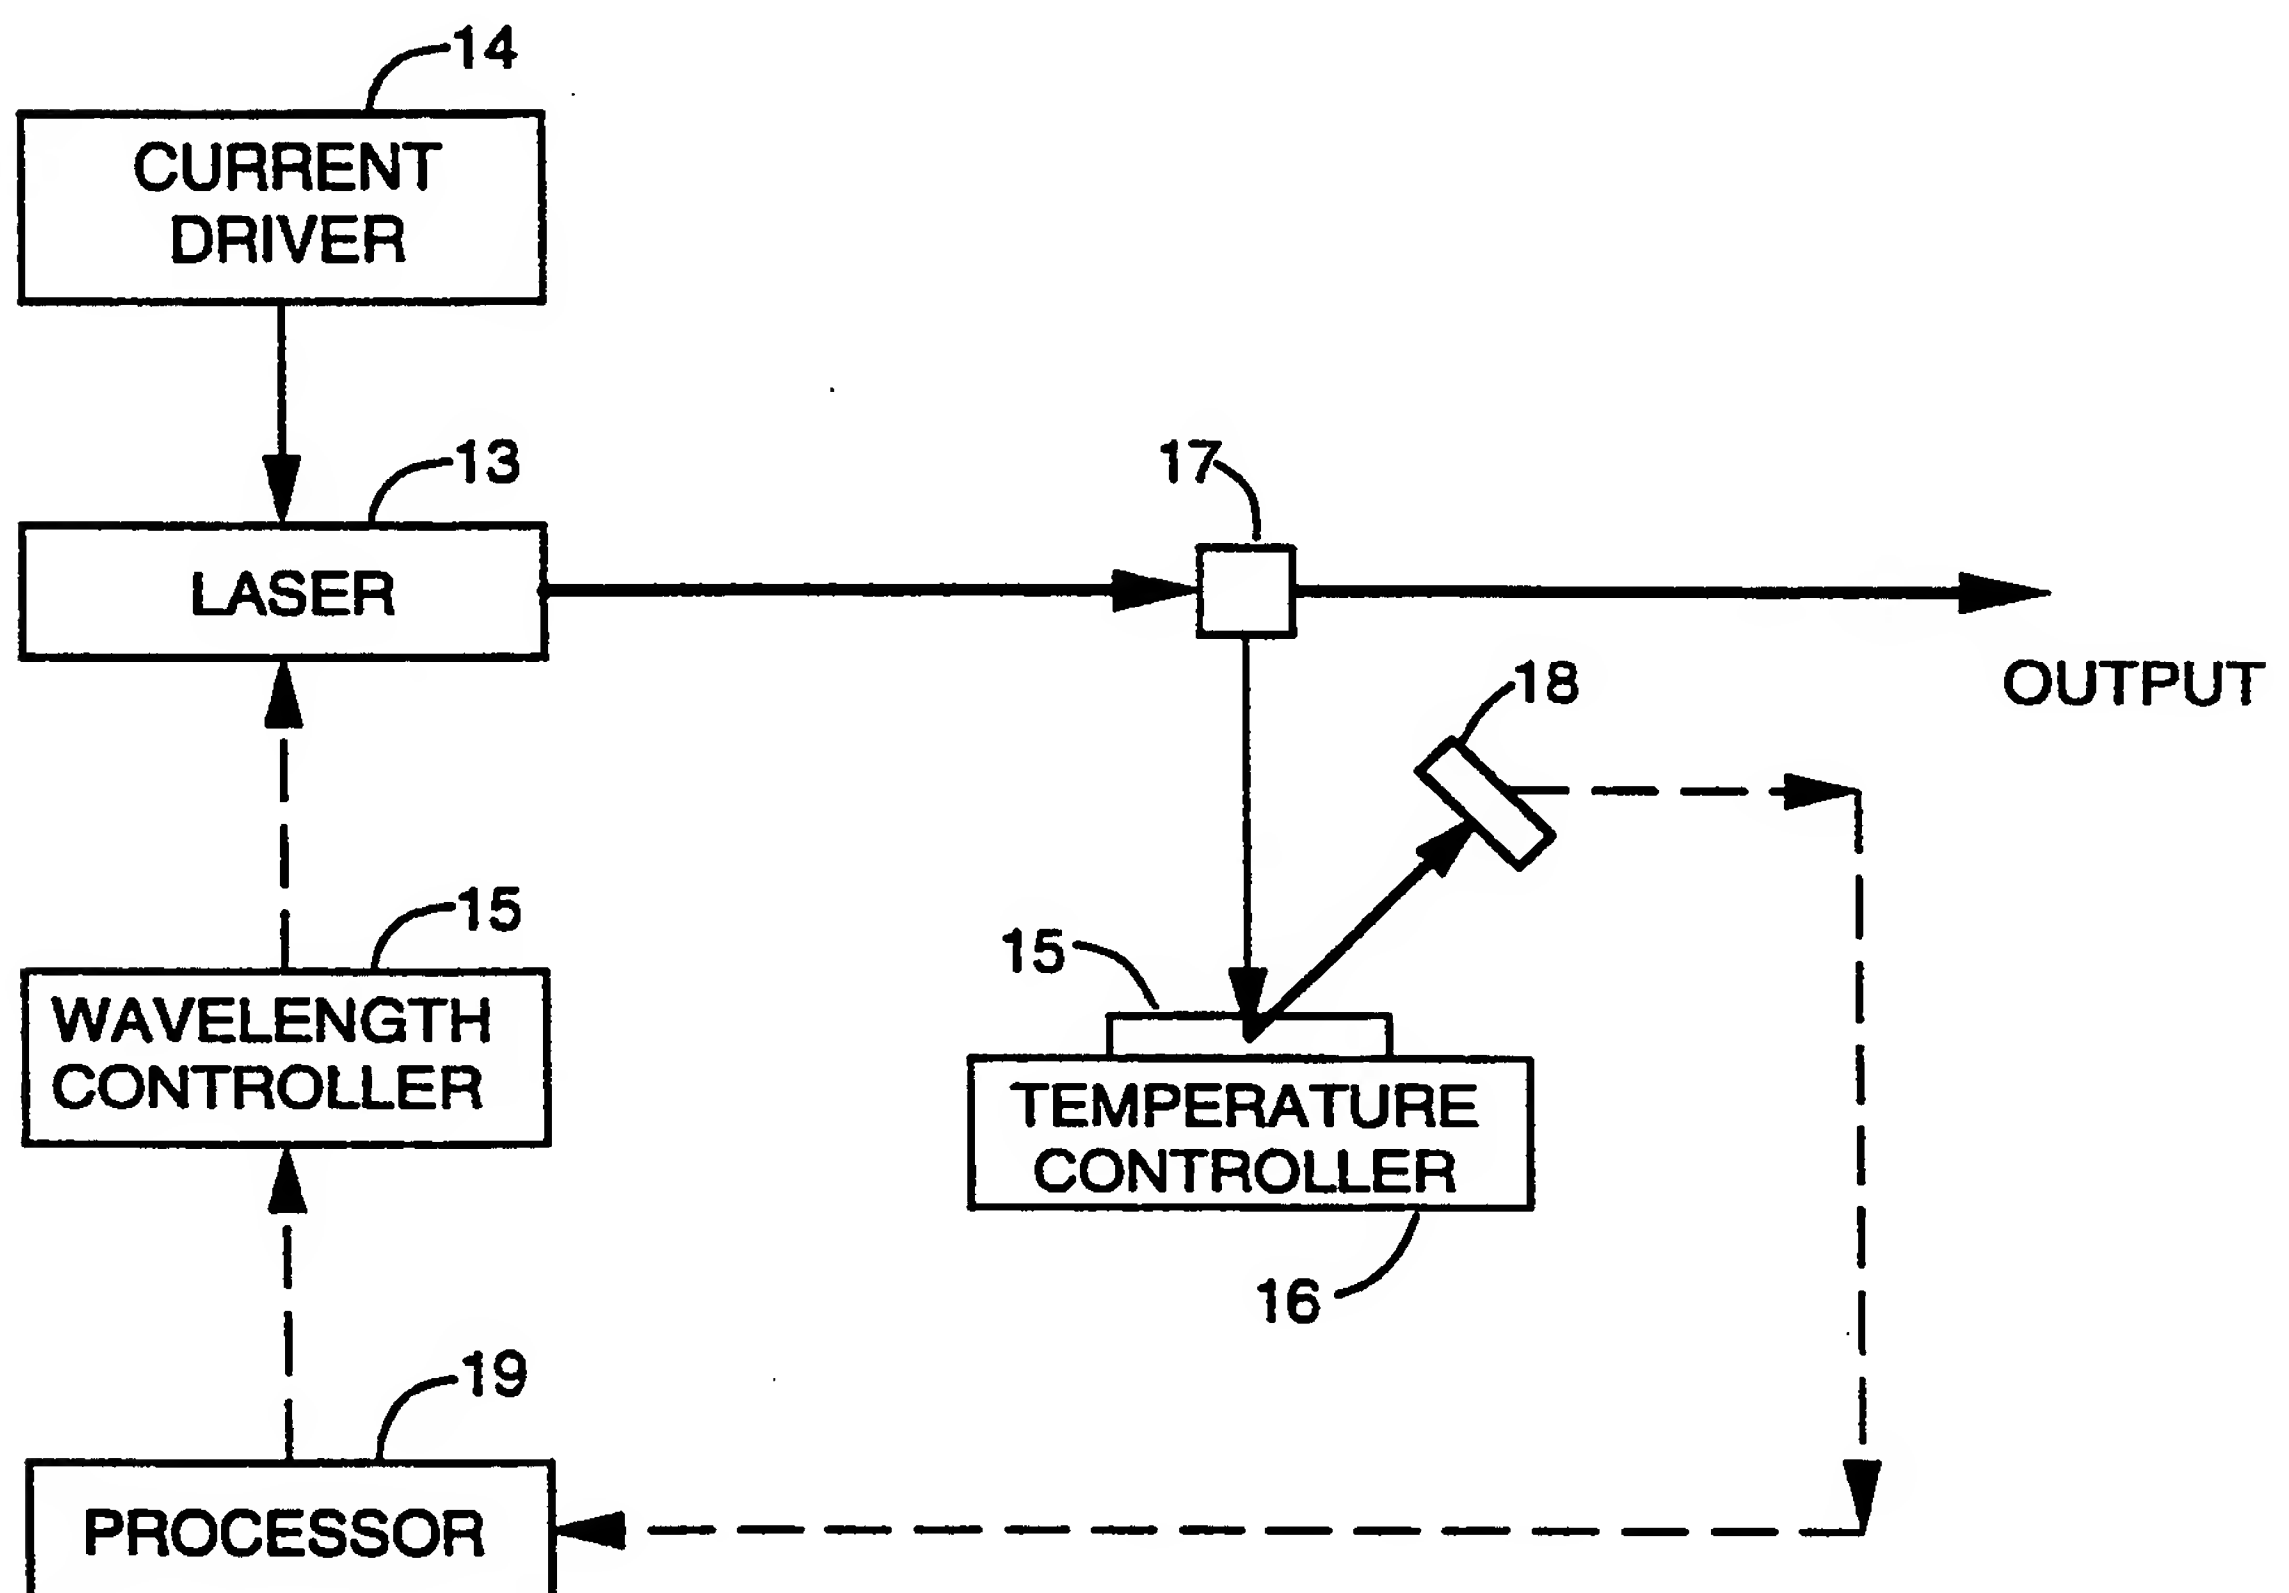 14
CURRENT
DRIVER
13
LASER
17
OUTPUT
18
15
WAVELENGTH
CONTROLLER
15
TEMPERATURE
CONTROLLER
16
19
PROCESSOR